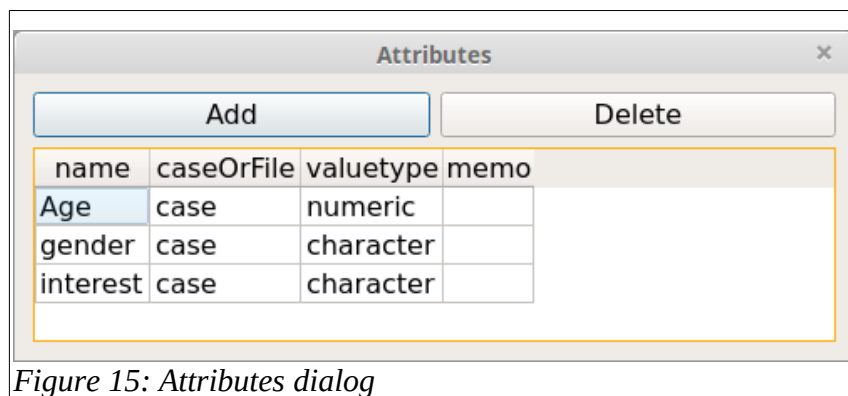 Attributes ×
Add Delete
name caseOrFile valuetype memo
Age case numeric
gender case character
interest case character
Figure 15: Attributes dialog